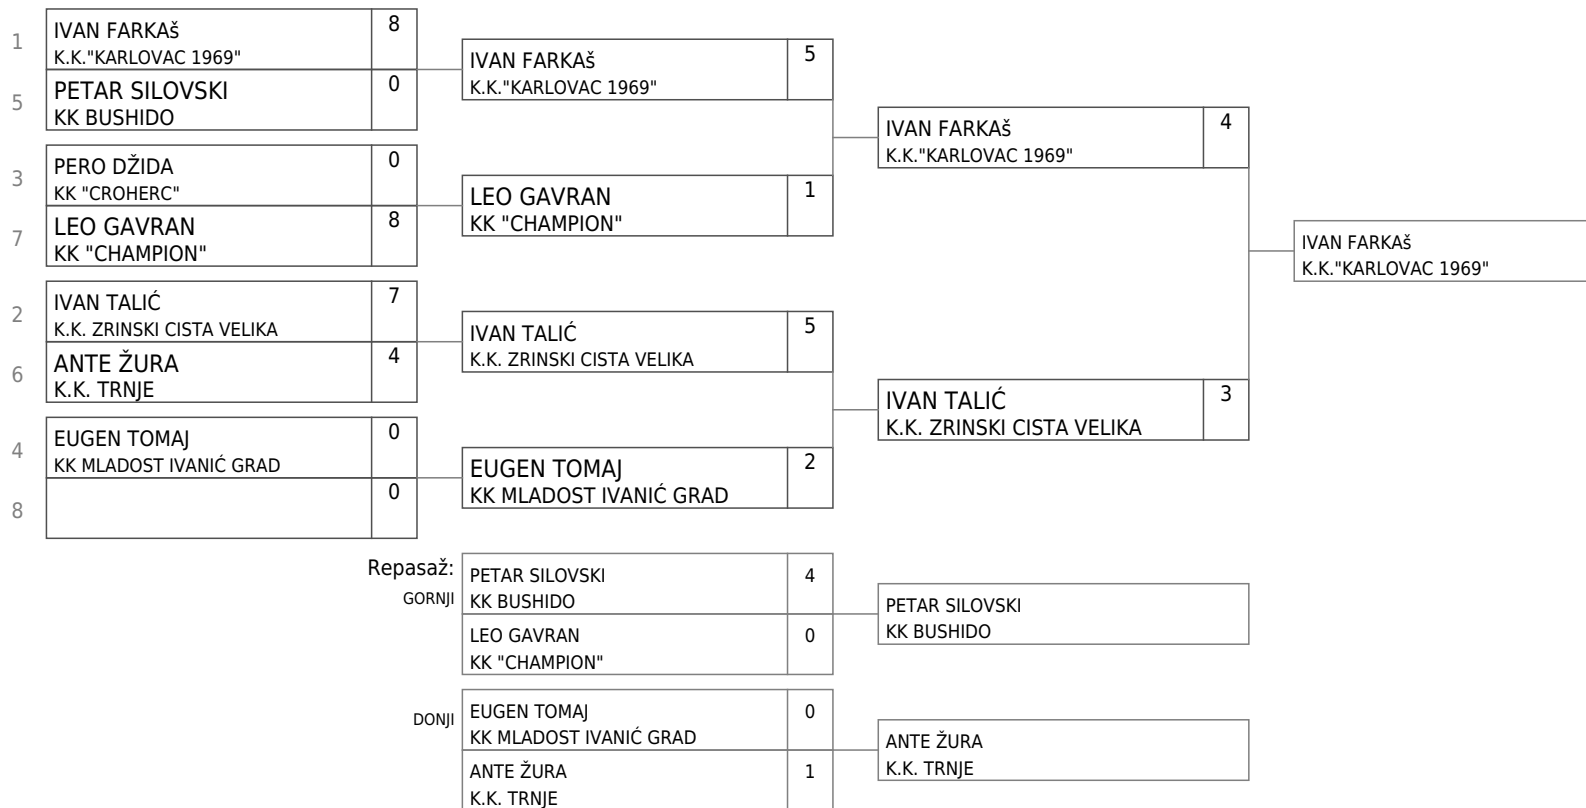 1
IVAN FARKAš
K.K."KARLOVAC 1969"
8
5
PETAR SILOVSKI
KK BUSHIDO
0
3
PERO DŽIDA
KK "CROHERC"
0
7
LEO GAVRAN
KK "CHAMPION"
8
2
IVAN TALIĆ
K.K. ZRINSKI CISTA VELIKA
7
6
ANTE ŽURA
K.K. TRNJE
4
4
EUGEN TOMAJ
KK MLADOST IVANIĆ GRAD
0
8
0
IVAN FARKAš
K.K."KARLOVAC 1969"
5
LEO GAVRAN
KK "CHAMPION"
1
IVAN TALIĆ
K.K. ZRINSKI CISTA VELIKA
5
EUGEN TOMAJ
KK MLADOST IVANIĆ GRAD
2
IVAN FARKAš
K.K."KARLOVAC 1969"
4
IVAN TALIĆ
K.K. ZRINSKI CISTA VELIKA
3
IVAN FARKAš
K.K."KARLOVAC 1969"
Repasaž:
GORNJI
PETAR SILOVSKI
KK BUSHIDO
4
LEO GAVRAN
KK "CHAMPION"
0
PETAR SILOVSKI
KK BUSHIDO
DONJI
EUGEN TOMAJ
KK MLADOST IVANIĆ GRAD
0
ANTE ŽURA
K.K. TRNJE
1
ANTE ŽURA
K.K. TRNJE